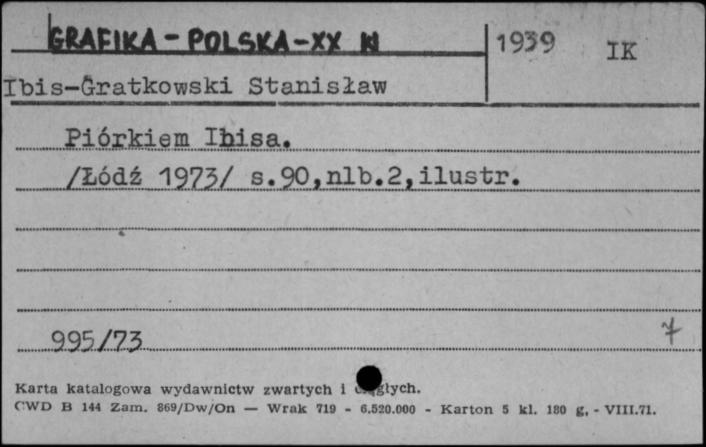 GRAFIKA - POLSKA - XX W 1939 IK
Ibis-Gratkowski Stanisław
Piórkiem Ibisa.
/Łódź 1973/ s.90,nlb.2,ilustr.
995/73 7
Karta katalogowa wydawnictw zwartych i
CWD B 144 Zam. 869/Dw/On — Wrak 719 - 6.520.000 - Karton 5 kl. 180 g. - VIII.71.